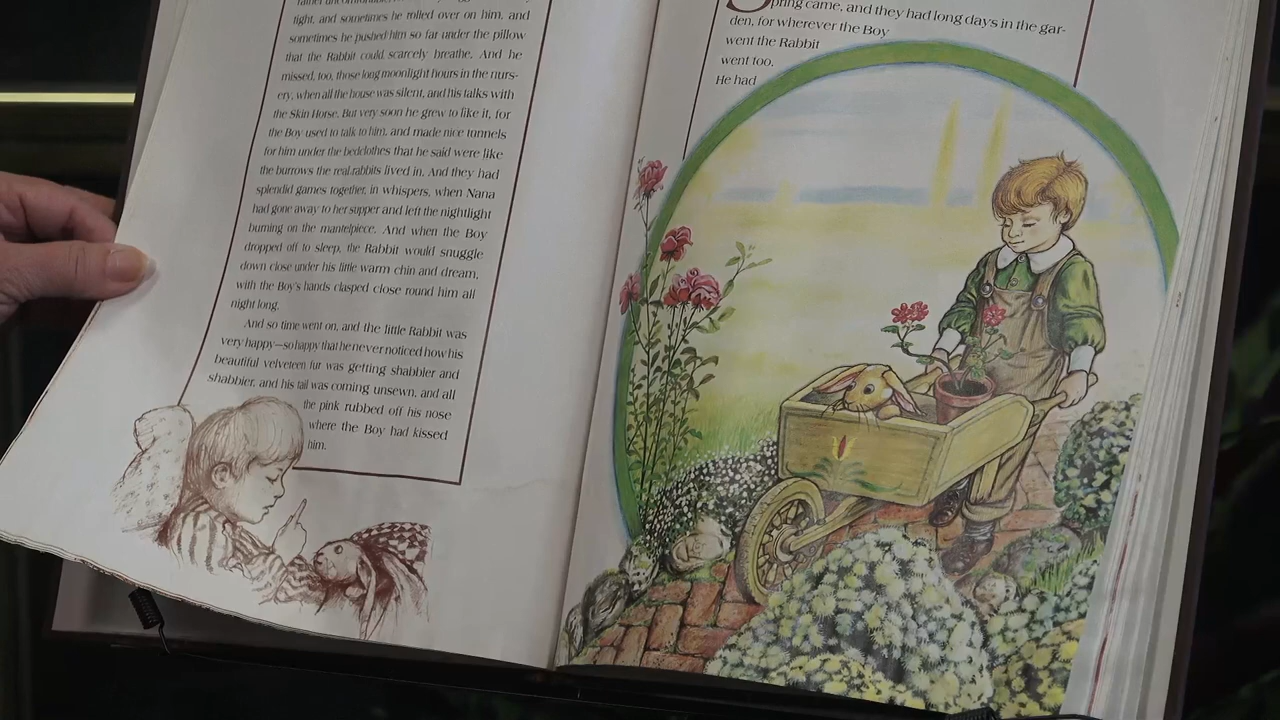 tight, and sometimes he rolled over on him, and
sometimes he pushed him so far under the pillow
that the Rabbit could scarcely breathe. And he
missed, too, those long moonlight hours in the nurs-
ery, when all the house was silent, and his talks with
the Skin Horse. But very soon he grew to like it, for
the Boy used to talk to him, and made nice tunnels
for him under the bedclothes that he said were like
the burrows the real rabbits lived in. And they had
splendid games together, in whispers, when Nana
had gone away to her supper and left the nightlight
burning on the mantelpiece. And when the Boy
dropped off to sleep, the Rabbit would snuggle
down close under his little warm chin and dream,
with the Boy's hands clasped close round him all
night long.
And so time went on, and the little Rabbit was
very happy—so happy that he never noticed how his
beautiful velveteen fur was getting shabbier and
shabbier, and his tail was coming unsewn, and all
the pink rubbed off his nose
where the Boy had kissed
him.
Spring came, and they had long days in the gar-
den, for wherever the Boy
went the Rabbit
went too.
He had